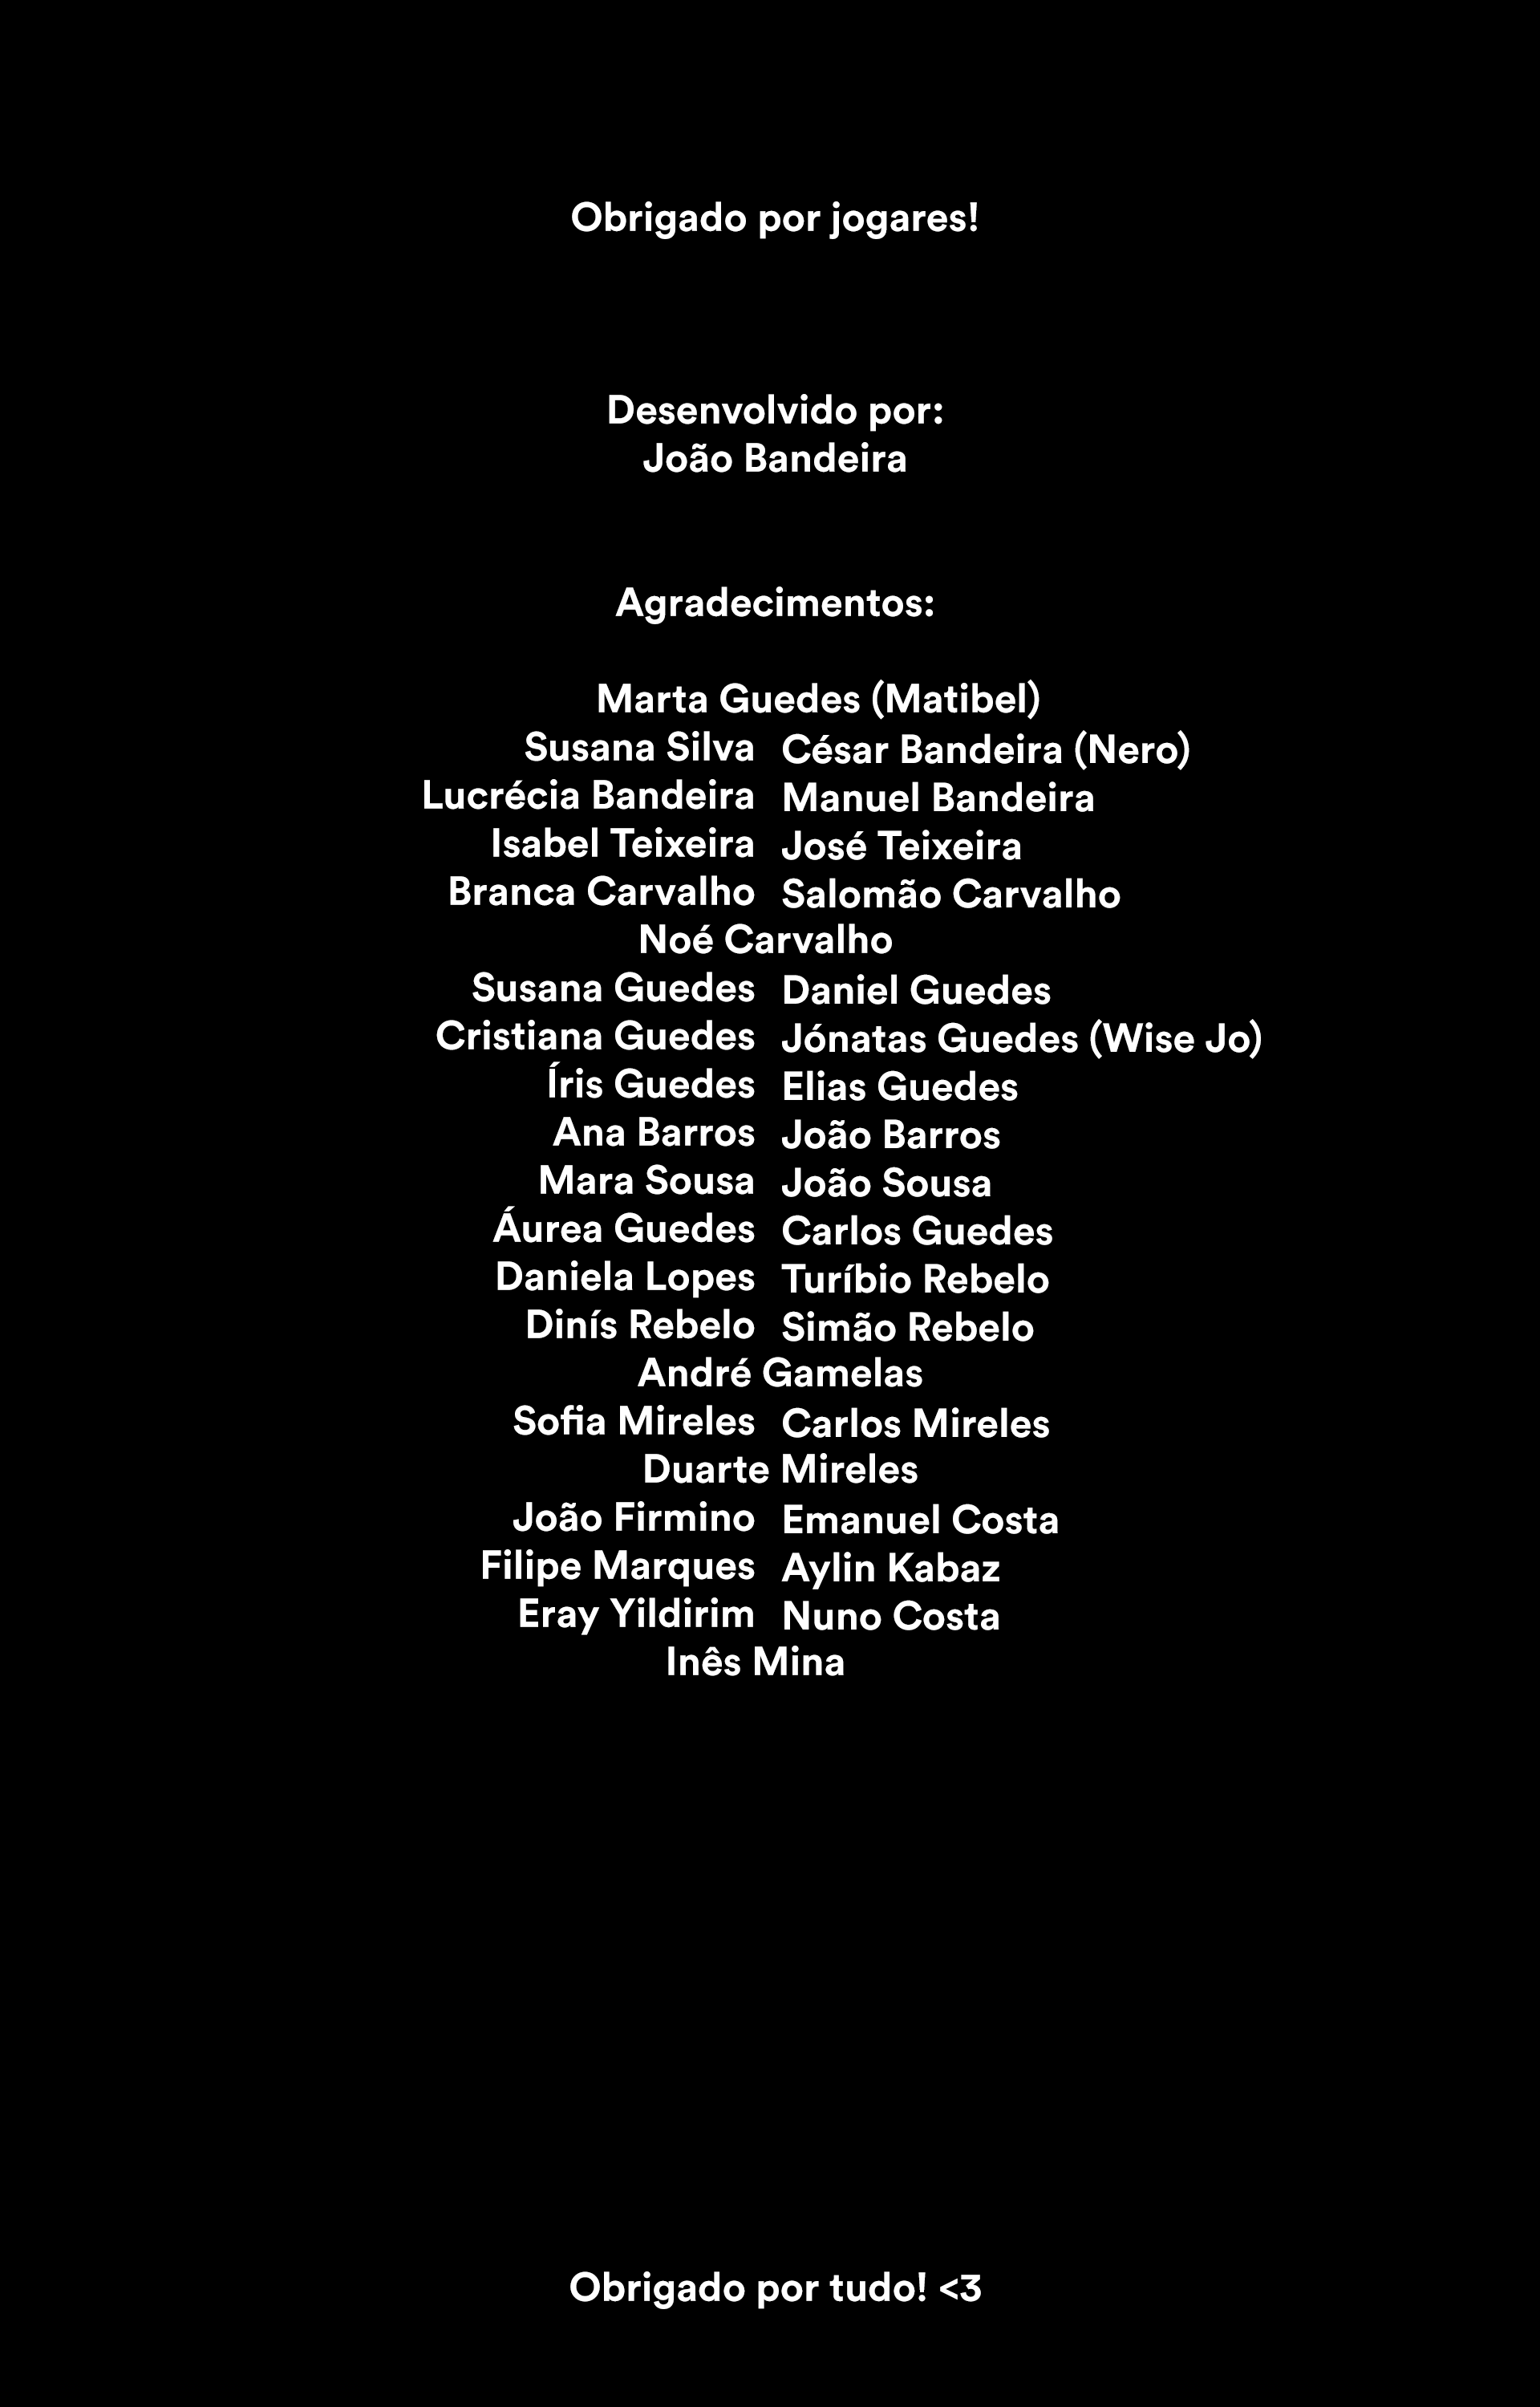 Obrigado por jogares!
Desenvolvido por:
João Bandeira
Agradecimentos:
Marta Guedes (Matibel)
Susana Silva César Bandeira (Nero)
Lucrécia Bandeira Manuel Bandeira
Isabel Teixeira José Teixeira
Branca Carvalho Salomão Carvalho
Noé Carvalho
Susana Guedes Daniel Guedes
Cristiana Guedes Jónatas Guedes (Wise Jo)
Íris Guedes Elias Guedes
Ana Barros João Barros
Mara Sousa João Sousa
Áurea Guedes Carlos Guedes
Daniela Lopes Turíbio Rebelo
Dinís Rebelo Simão Rebelo
André Gamelas
Sofia Mireles Carlos Mireles
Duarte Mireles
João Firmino Emanuel Costa
Filipe Marques Aylin Kabaz
Eray Yildirim Nuno Costa
Inês Mina
Obrigado por tudo! <3